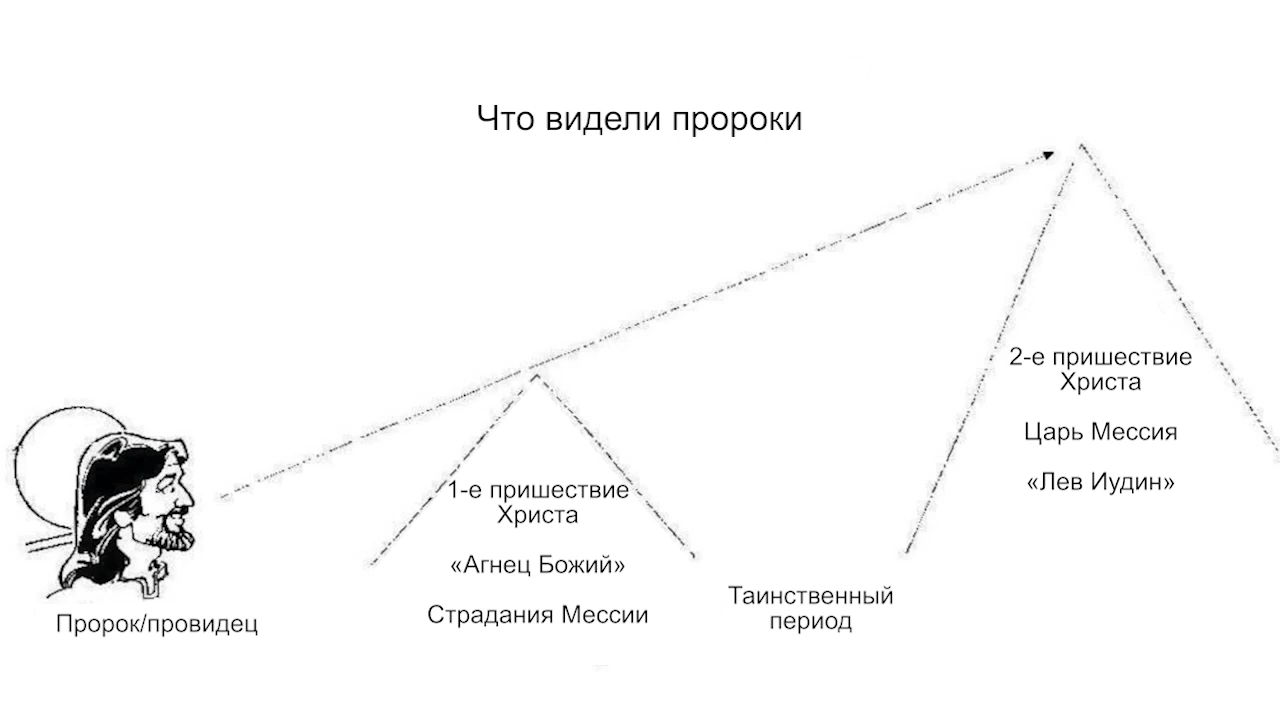 Что видели пророки
2-е пришествие
Христа
Царь Мессия
«Лев Иудин»
1-е пришествие
Христа
«Агнец Божий»
Страдания Мессии
Таинственный
период
Пророк/провидец